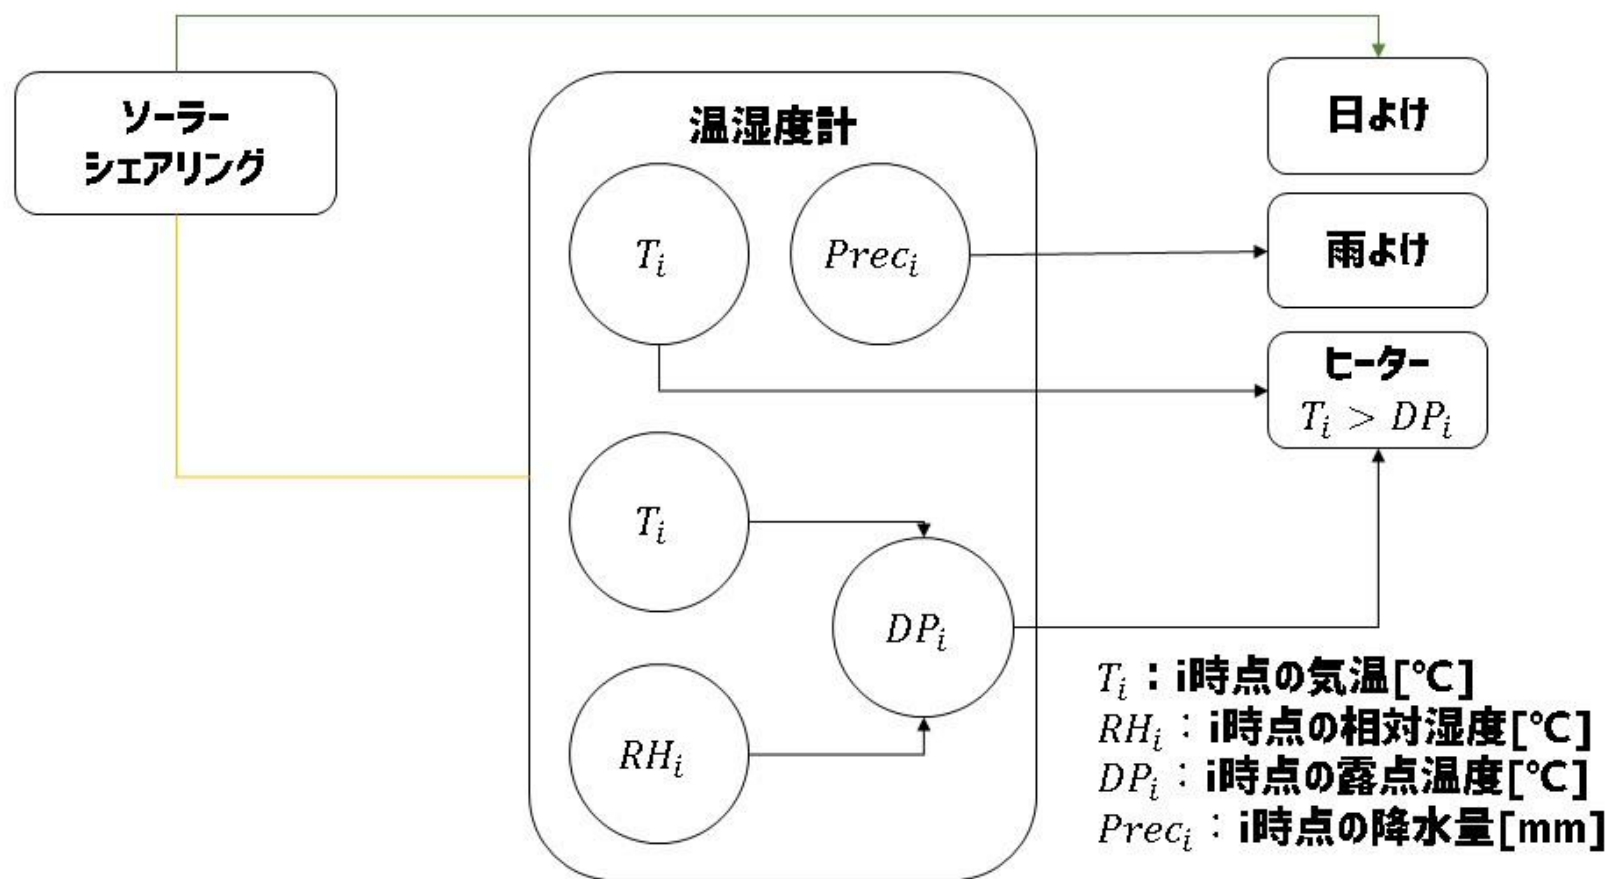 ソーラー
シェアリング
温湿度計
日よけ
T_i
Prec_i
雨よけ
ヒーター
T_i > DP_i
T_i
DP_i
RH_i
T_i：i時点の気温[℃]
RH_i：i時点の相対湿度[℃]
DP_i：i時点の露点温度[℃]
Prec_i：i時点の降水量[mm]